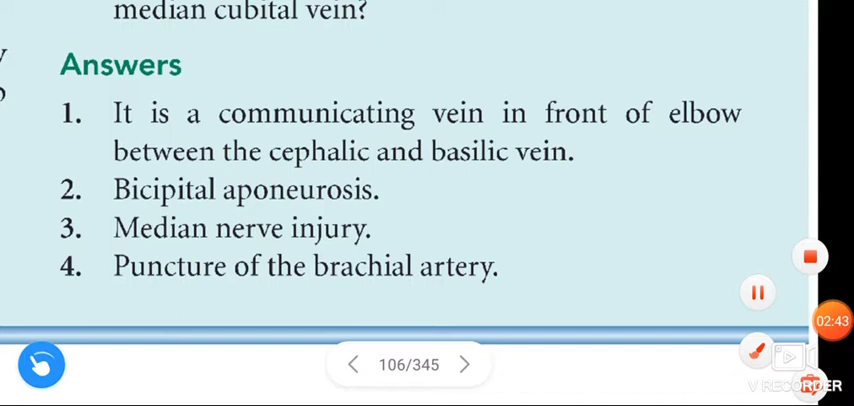 median cubital vein?
Answers
1. It is a communicating vein in front of elbow
between the cephalic and basilic vein.
2. Bicipital aponeurosis.
3. Median nerve injury.
4. Puncture of the brachial artery.
02:43
106/345
V RECORDER